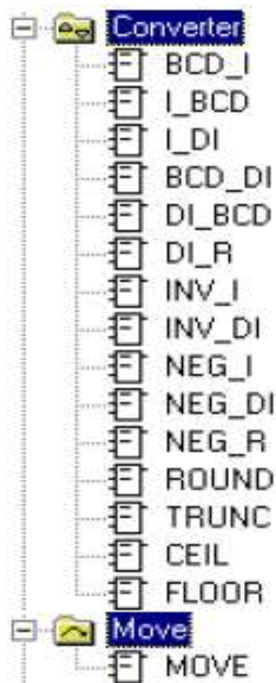 Converter
BCD_I
I_BCD
I_DI
BCD_DI
DI_BCD
DI_R
INV_I
INV_DI
NEG_I
NEG_DI
NEG_R
ROUND
TRUNC
CEIL
FLOOR
Move
MOVE